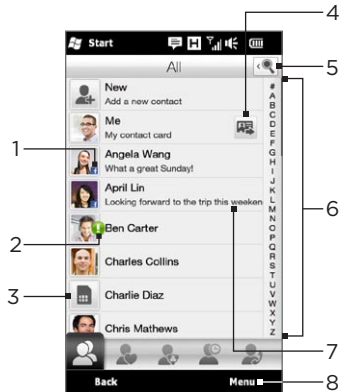 4
Start
H
All
5
New
Add a new contact
Me
My contact card
1
Angela Wang
What a great Sunday!
April Lin
Looking forward to the trip this weeken
2
Ben Carter
Charles Collins
3
Charlie Diaz
Chris Mathews
#
A
B
C
D
E
F
G
H
I
J
K
L
M
N
O
P
Q
R
S
T
U
V
W
X
Y
Z
6
7
Back
Menu
8